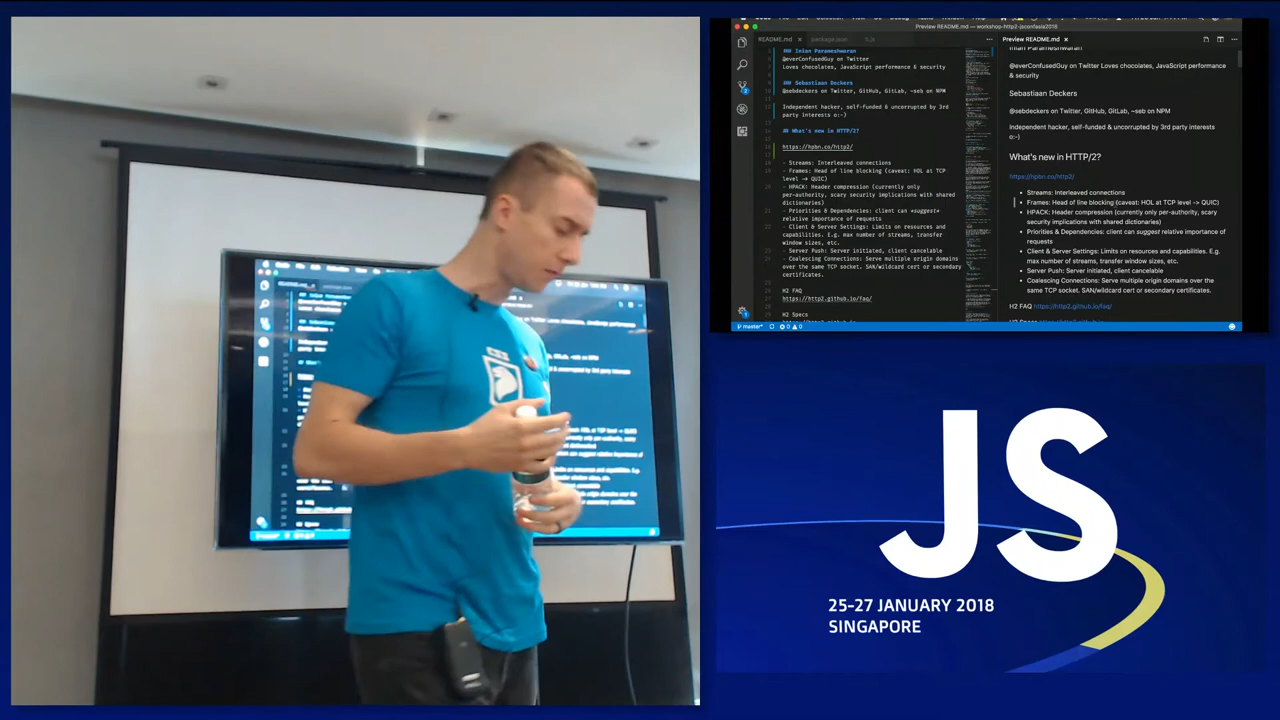 Preview README.md — workshop-http2-jsconfasia2018
README.md
package.json
## Inian Parameshwaran
@everConfusedGuy on Twitter
Loves chocolates, JavaScript performance & security
## Sebastiaan Deckers
@sebdeckers on Twitter, GitHub, GitLab, ~seb on NPM
Independent hacker, self-funded & uncorrupted by 3rd
party interests o:-)
## What's new in HTTP/2?
https://hpbn.co/http2/
- Streams: Interleaved connections
- Frames: Head of line blocking (caveat: HOL at TCP
level -> QUIC)
- HPACK: Header compression (currently only
per-authority, scary security implications with shared
dictionaries)
- Priorities & Dependencies: client can *suggest*
relative importance of requests
- Client & Server Settings: Limits on resources and
capabilities. E.g. max number of streams, transfer
window sizes, etc.
- Server Push: Server initiated, client cancelable
- Coalescing Connections: Serve multiple origin domains
over the same TCP socket. SAN/wildcard cert or secondary
certificates.
H2 FAQ
https://http2.github.io/faq/
H2 Specs
master*
0
0
Preview README.md
Inian Parameshwaran
@everConfusedGuy on Twitter Loves chocolates, JavaScript performance
& security
Sebastiaan Deckers
@sebdeckers on Twitter, GitHub, GitLab, ~seb on NPM
Independent hacker, self-funded & uncorrupted by 3rd party interests
o:-)
What's new in HTTP/2?
https://hpbn.co/http2/
• Streams: Interleaved connections
• Frames: Head of line blocking (caveat: HOL at TCP level -> QUIC)
• HPACK: Header compression (currently only per-authority, scary
security implications with shared dictionaries)
• Priorities & Dependencies: client can suggest relative importance of
requests
• Client & Server Settings: Limits on resources and capabilities. E.g.
max number of streams, transfer window sizes, etc.
• Server Push: Server initiated, client cancelable
• Coalescing Connections: Serve multiple origin domains over the
same TCP socket. SAN/wildcard cert or secondary certificates.
H2 FAQ https://http2.github.io/faq/
JS
25-27 JANUARY 2018
SINGAPORE